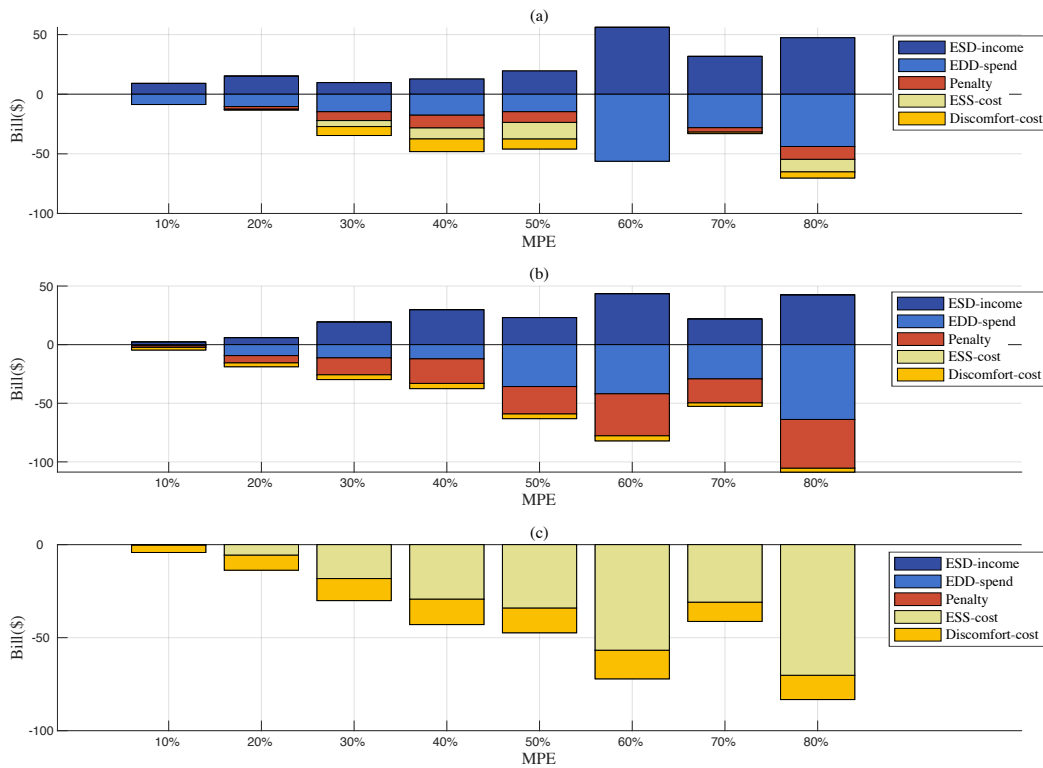 (a)
50
0
-50
-100
Bill($)
10% 20% 30% 40% 50% 60% 70% 80%
MPE
ESD-income
EDD-spend
Penalty
ESS-cost
Discomfort-cost
(b)
50
0
-50
-100
Bill($)
10% 20% 30% 40% 50% 60% 70% 80%
MPE
ESD-income
EDD-spend
Penalty
ESS-cost
Discomfort-cost
(c)
0
-50
-100
Bill($)
10% 20% 30% 40% 50% 60% 70% 80%
MPE
ESD-income
EDD-spend
Penalty
ESS-cost
Discomfort-cost